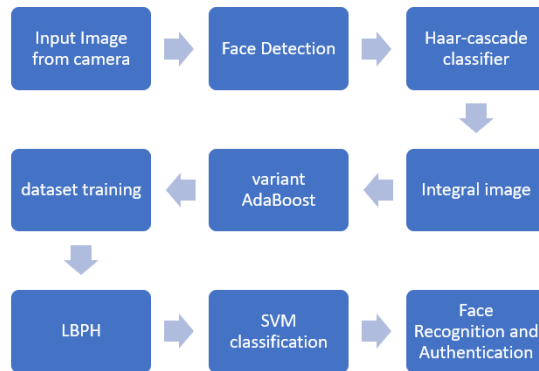 Input Image
from camera
Face Detection
Haar-cascade
classifier
Integral image
variant
AdaBoost
dataset training
LBPH
SVM
classification
Face
Recognition and
Authentication